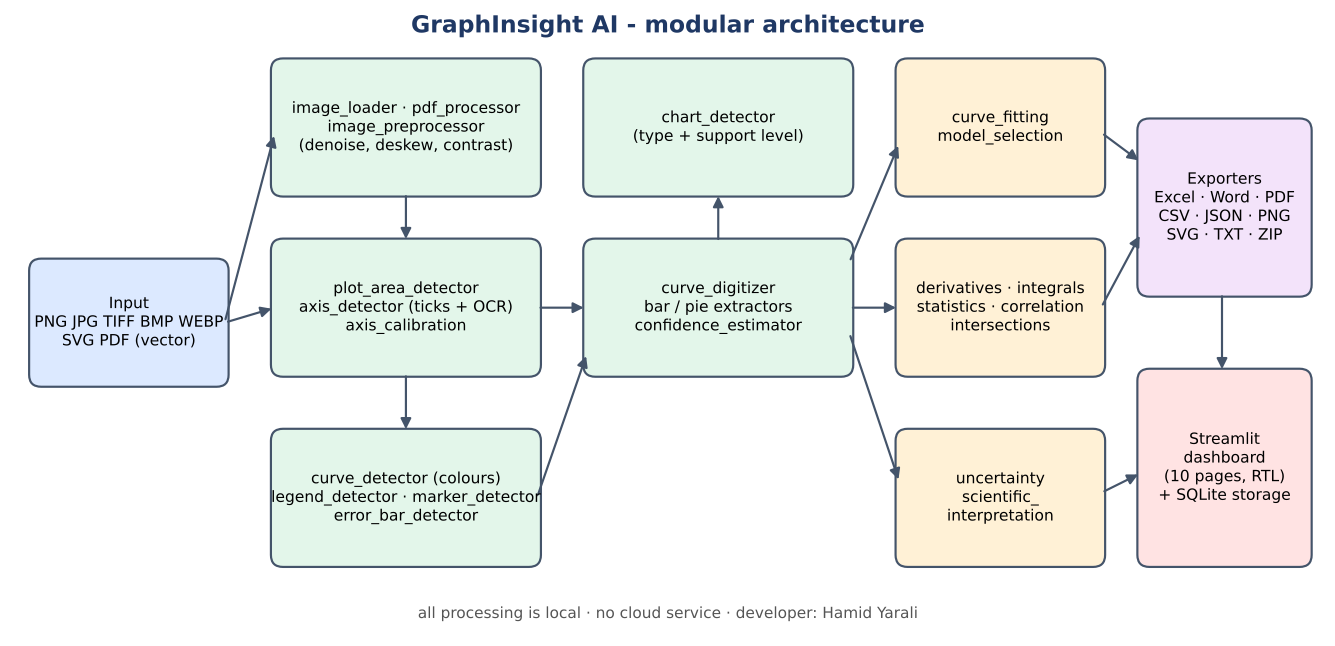 GraphInsight AI - modular architecture
Input
PNG JPG TIFF BMP WEBP
SVG PDF (vector)
image_loader · pdf_processor
image_preprocessor
(denoise, deskew, contrast)
plot_area_detector
axis_detector (ticks + OCR)
axis_calibration
curve_detector (colours)
legend_detector · marker_detector
error_bar_detector
chart_detector
(type + support level)
curve_digitizer
bar / pie extractors
confidence_estimator
curve_fitting
model_selection
derivatives · integrals
statistics · correlation
intersections
uncertainty
scientific_
interpretation
Exporters
Excel · Word · PDF
CSV · JSON · PNG
SVG · TXT · ZIP
Streamlit
dashboard
(10 pages, RTL)
+ SQLite storage
all processing is local · no cloud service · developer: Hamid Yarali